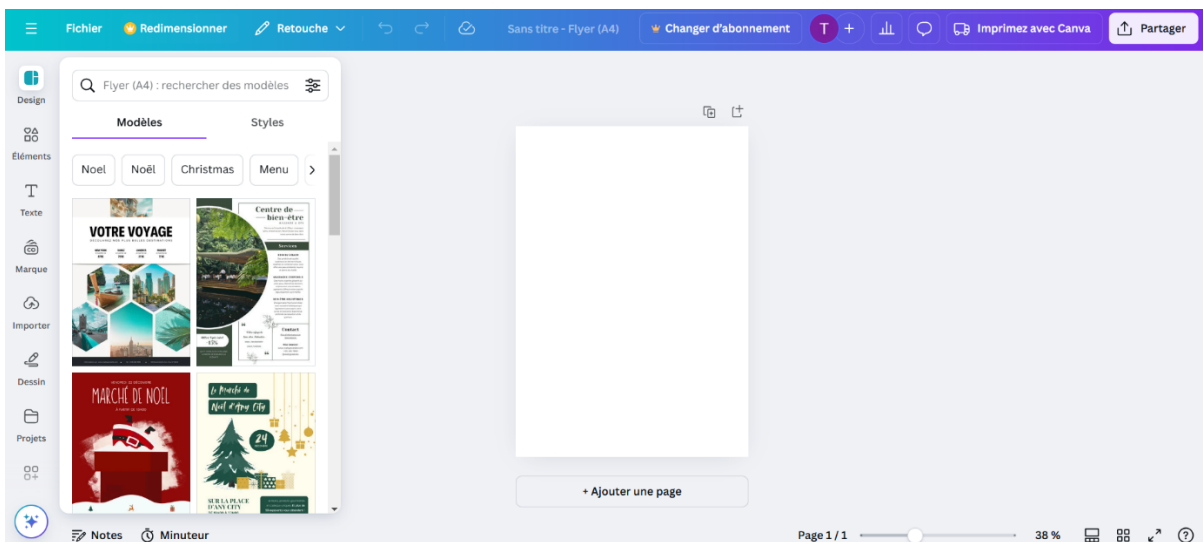 Fichier
Redimensionner
Retouche
Sans titre - Flyer (A4)
Changer d'abonnement
T
+
Imprimez avec Canva
Partager
Design
Éléments
Texte
Marque
Importer
Dessin
Projets
Flyer (A4) : rechercher des modèles
Modèles
Styles
Noel
Noël
Christmas
Menu
VOTRE VOYAGE
Centre de
bien-être
Services
Contact
MARCHÉ DE NOËL
Le Marché de
Noël d'Any City
24
SUR LA PLACE
D'ANY CITY
+ Ajouter une page
Notes
Minuteur
Page 1 / 1
38 %